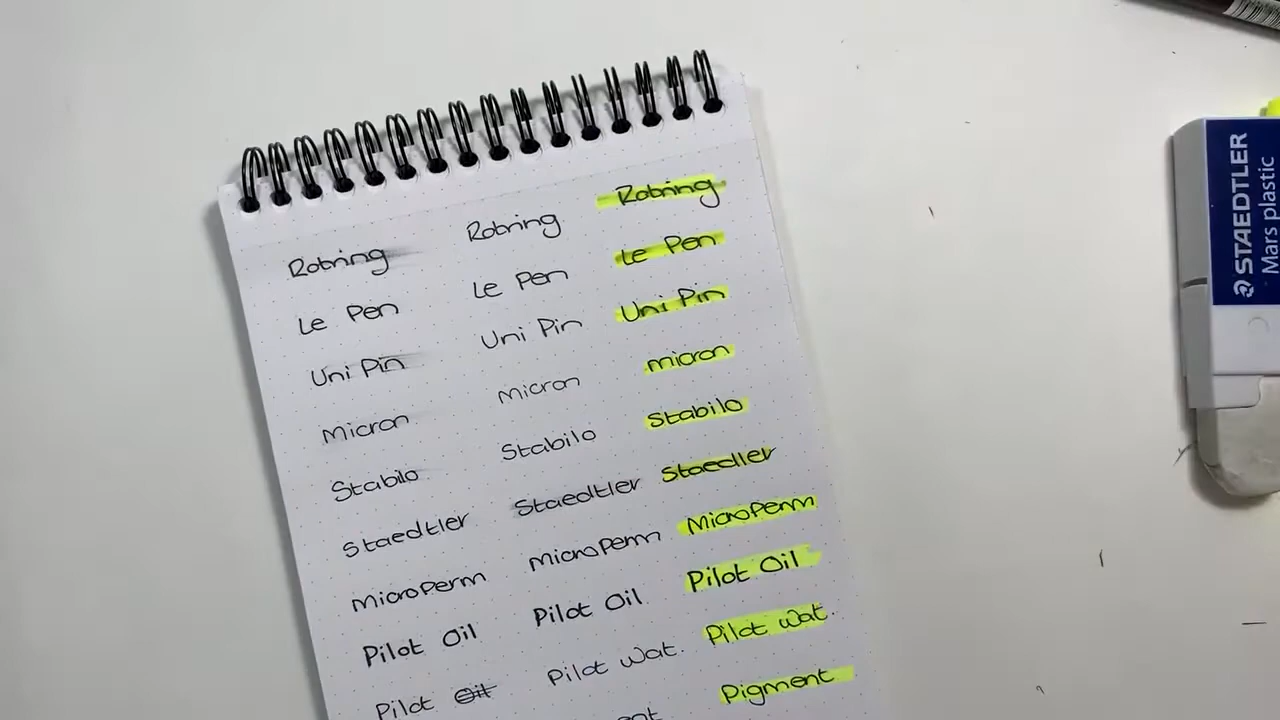 Rotring Rotring Rotring
Le Pen Le Pen Le Pen
Uni Pin Uni Pin Uni Pin
Micron Micron micron
Stabilo Stabilo Stabilo
Staedtler Staedtler Staedller
MicroPerm MicroPerm MicroPerm
Pilot Oil Pilot Oil Pilot Oil
Pilot Oil Pilot Wat. Pilot Wat.
Pigment
STAEDTLER
Mars plastic